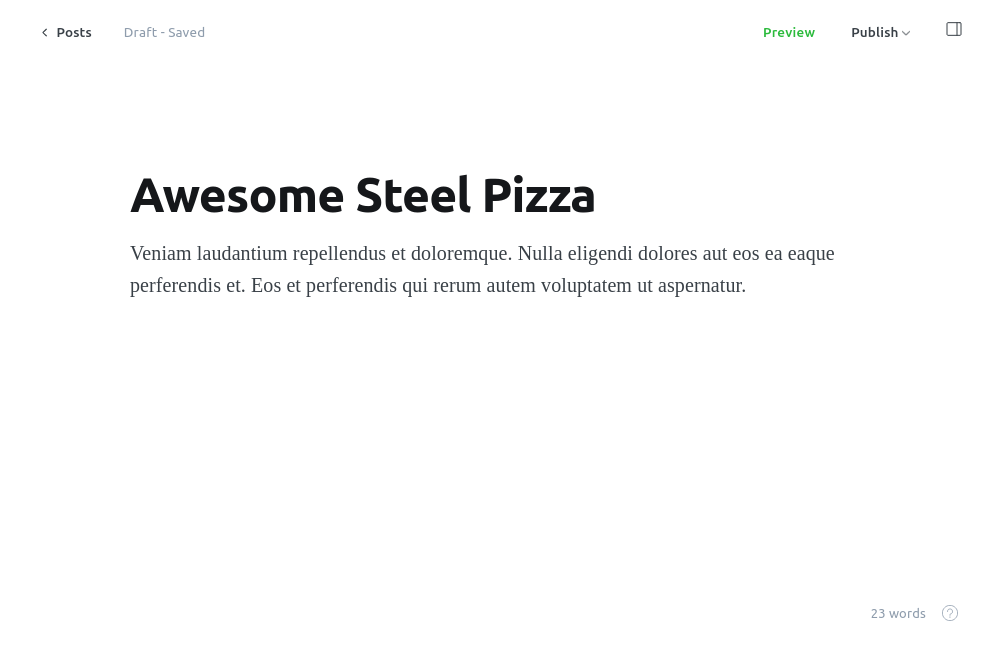 Posts
Draft - Saved
Preview
Publish
Awesome Steel Pizza
Veniam laudantium repellendus et doloremque. Nulla eligendi dolores aut eos ea eaque
perferendis et. Eos et perferendis qui rerum autem voluptatem ut aspernatur.
23 words
?